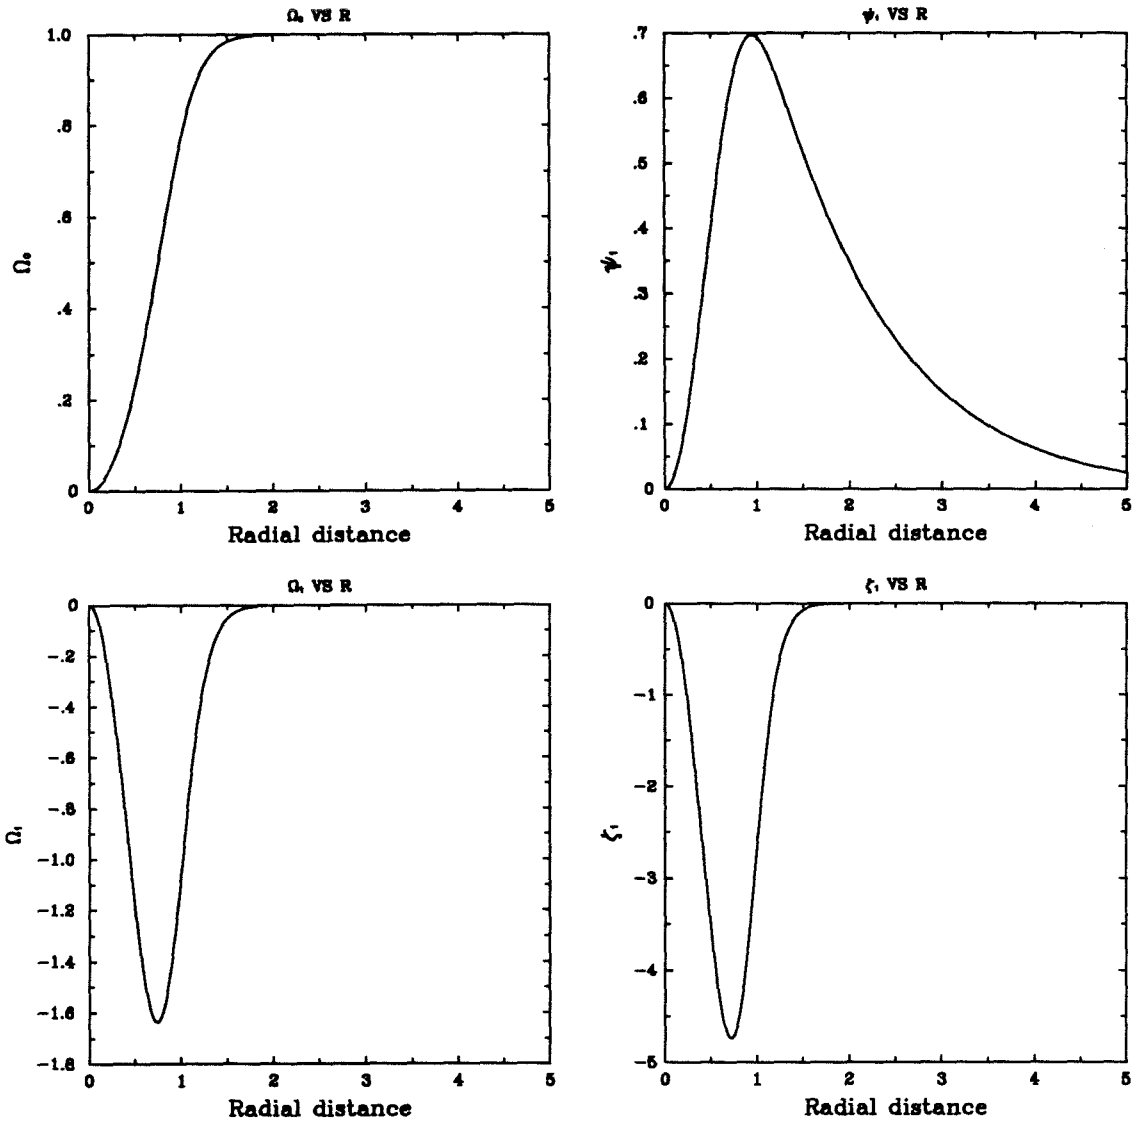 Ω₀ VS R
1.0
.8
.6
.4
.2
0
Ω₀
0 1 2 3 4 5
Radial distance
ψ₁ VS R
.7
.6
.5
.4
.3
.2
.1
0
ψ₁
0 1 2 3 4 5
Radial distance
Ω₁ VS R
0
-.2
-.4
-.6
-.8
-1.0
-1.2
-1.4
-1.6
-1.8
Ω₁
0 1 2 3 4 5
Radial distance
ζ₁ VS R
0
-1
-2
-3
-4
-5
ζ₁
0 1 2 3 4 5
Radial distance